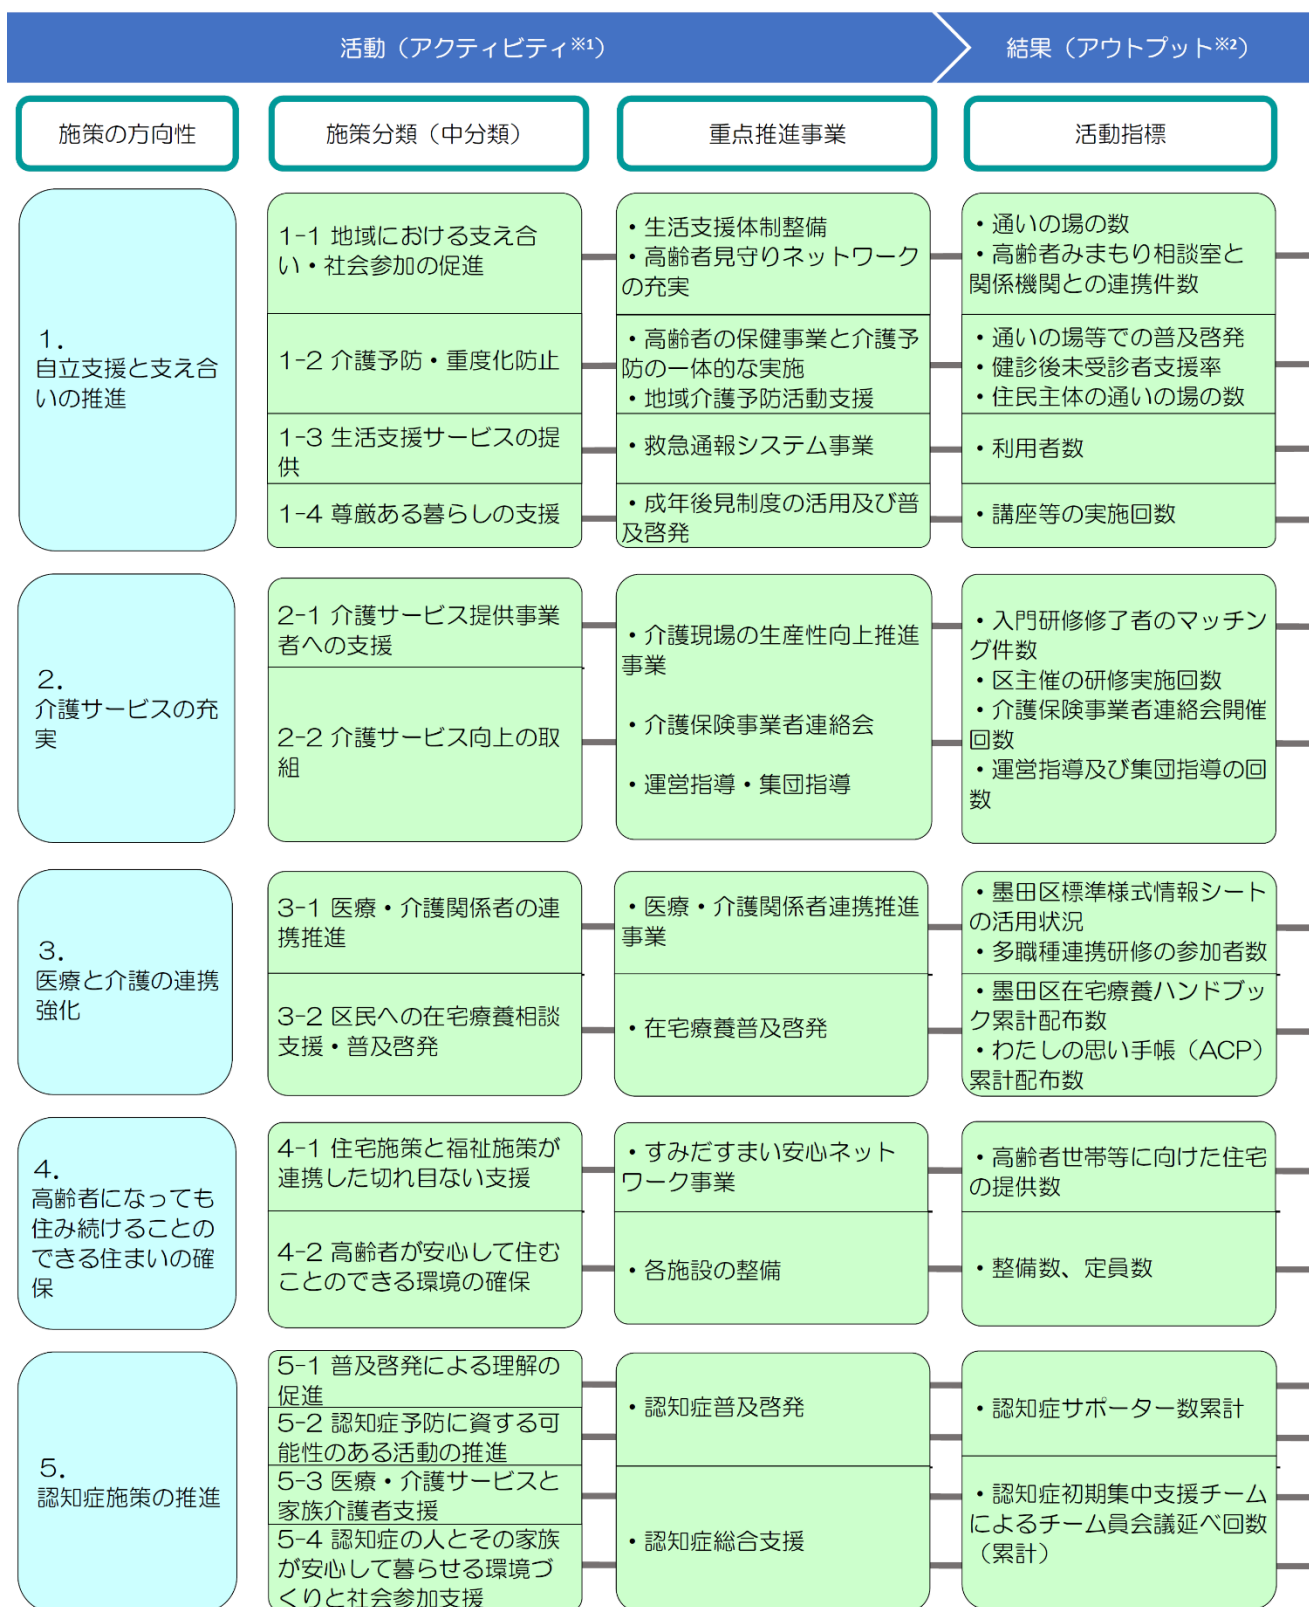 活動（アクティビティ※1）
結果（アウトプット※2）
施策の方向性
施策分類（中分類）
重点推進事業
活動指標
1．
自立支援と支え合
いの推進
1-1 地域における支え合
い・社会参加の促進
・生活支援体制整備
・高齢者見守りネットワーク
の充実
・通いの場の数
・高齢者みまもり相談室と
関係機関との連携件数
1-2 介護予防・重度化防止
・高齢者の保健事業と介護予
防の一体的な実施
・地域介護予防活動支援
・通いの場等での普及啓発
・健診後未受診者支援率
・住民主体の通いの場の数
1-3 生活支援サービスの提
供
・救急通報システム事業
・利用者数
1-4 尊厳ある暮らしの支援
・成年後見制度の活用及び普
及啓発
・講座等の実施回数
2．
介護サービスの充
実
2-1 介護サービス提供事業
者への支援
2-2 介護サービス向上の取
組
・介護現場の生産性向上推進
事業
・介護保険事業者連絡会
・運営指導・集団指導
・入門研修修了者のマッチン
グ件数
・区主催の研修実施回数
・介護保険事業者連絡会開催
回数
・運営指導及び集団指導の回
数
3．
医療と介護の連携
強化
3-1 医療・介護関係者の連
携推進
・医療・介護関係者連携推進
事業
・墨田区標準様式情報シート
の活用状況
・多職種連携研修の参加者数
3-2 区民への在宅療養相談
支援・普及啓発
・在宅療養普及啓発
・墨田区在宅療養ハンドブッ
ク累計配布数
・わたしの思い手帳（ACP）
累計配布数
4．
高齢者になっても
住み続けることの
できる住まいの確
保
4-1 住宅施策と福祉施策が
連携した切れ目ない支援
・すみだすまい安心ネット
ワーク事業
・高齢者世帯等に向けた住宅
の提供数
4-2 高齢者が安心して住む
ことのできる環境の確保
・各施設の整備
・整備数、定員数
5．
認知症施策の推進
5-1 普及啓発による理解の
促進
5-2 認知症予防に資する可
能性のある活動の推進
5-3 医療・介護サービスと
家族介護者支援
5-4 認知症の人とその家族
が安心して暮らせる環境づ
くりと社会参加支援
・認知症普及啓発
・認知症総合支援
・認知症サポーター数累計
・認知症初期集中支援チーム
によるチーム員会議延べ回数
（累計）